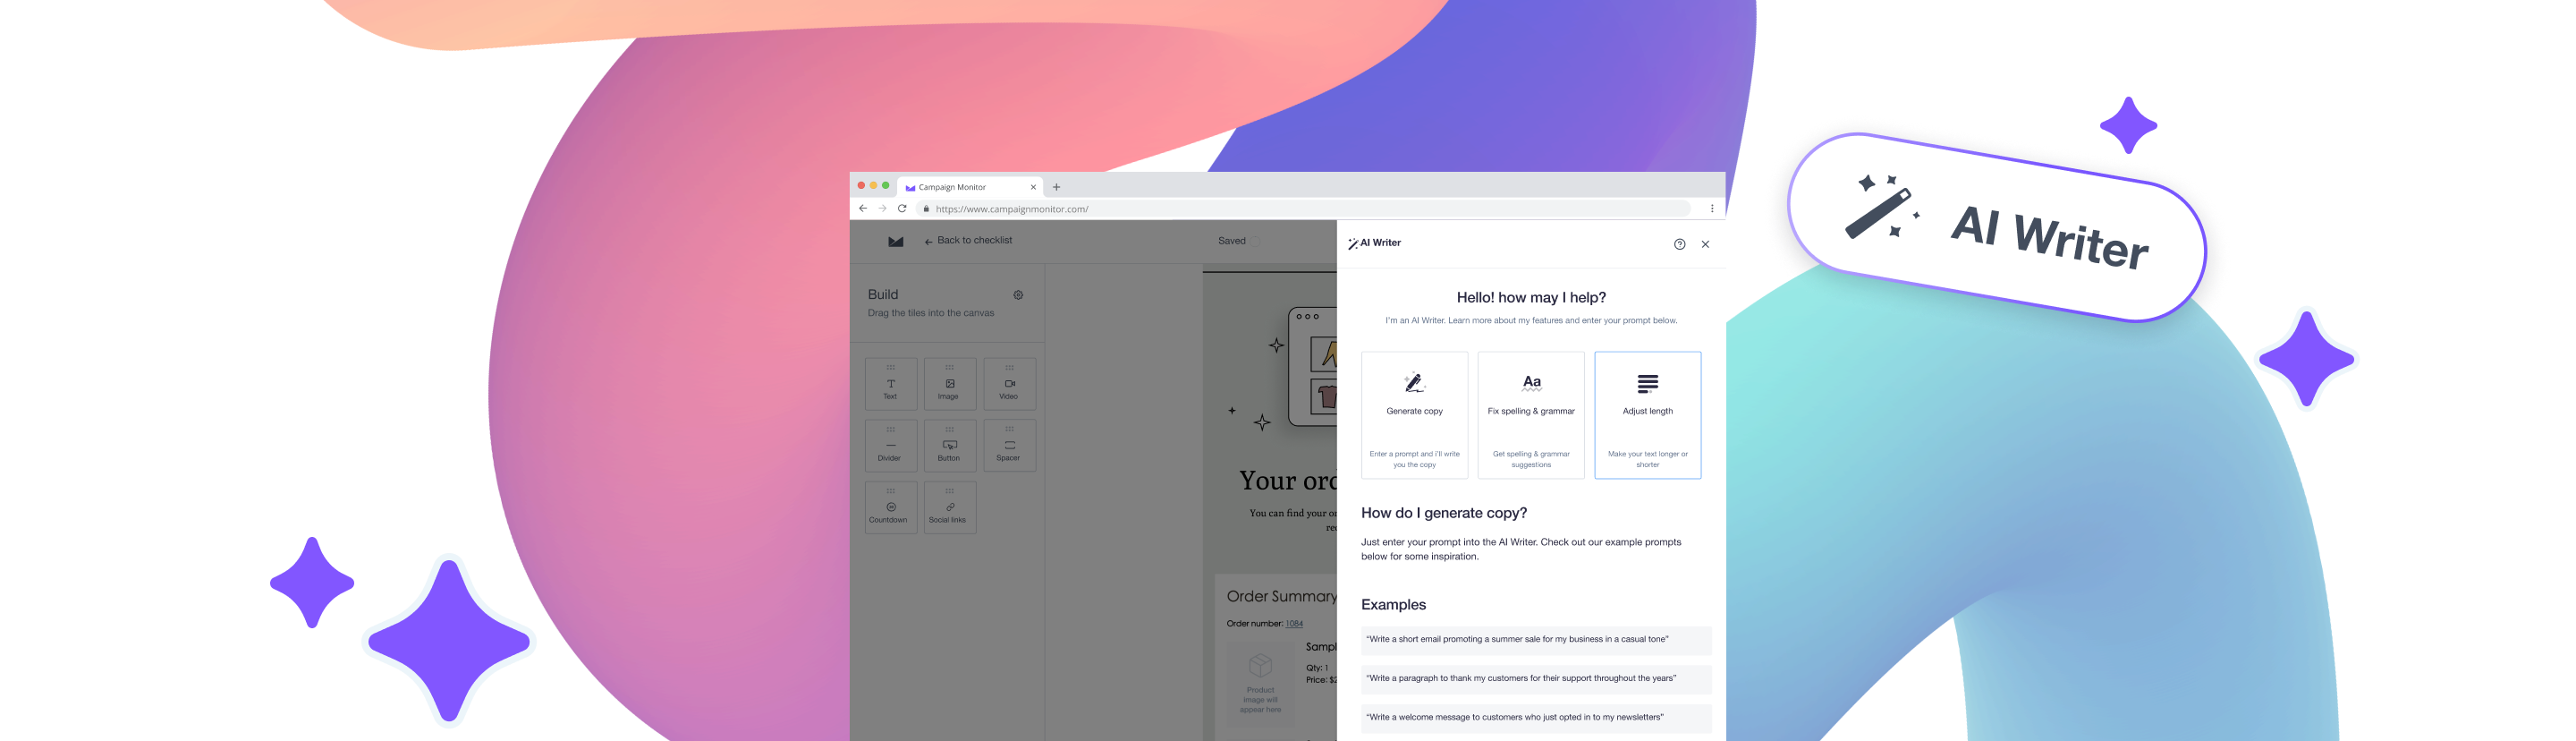 Campaign Monitor
https://www.campaignmonitor.com/
Back to checklist
Saved
Build
Drag the tiles into the canvas
Text
Image
Video
Divider
Button
Spacer
Countdown
Social links
Your ord
You can find your or
rec
Order Summary
Order number: 1084
Product
image will
appear here
Sampl
Qty: 1
Price: $2
AI Writer
Hello! how may I help?
I'm an AI Writer. Learn more about my features and enter your prompt below.
Generate copy
Enter a prompt and i'll write
you the copy
Aa
Fix spelling & grammar
Get spelling & grammar
suggestions
Adjust length
Make your text longer or
shorter
How do I generate copy?
Just enter your prompt into the AI Writer. Check out our example prompts
below for some inspiration.
Examples
“Write a short email promoting a summer sale for my business in a casual tone”
“Write a paragraph to thank my customers for their support throughout the years”
“Write a welcome message to customers who just opted in to my newsletters”
AI Writer